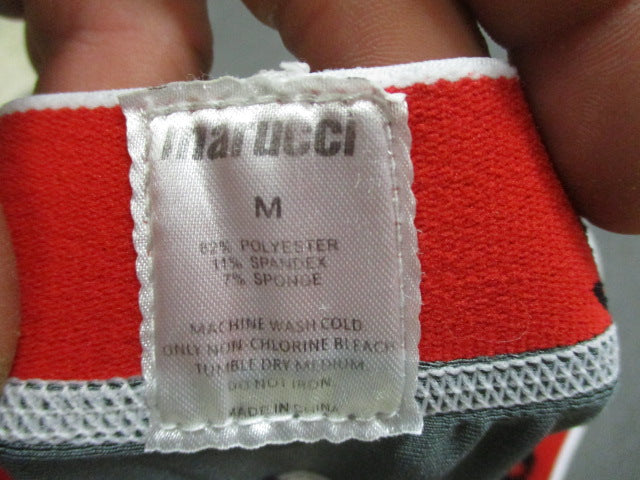 marucci
M
82% POLYESTER
11% SPANDEX
7% SPONGE
MACHINE WASH COLD
ONLY NON-CHLORINE BLEACH
TUMBLE DRY MEDIUM
DO NOT IRON
MADE IN CHINA